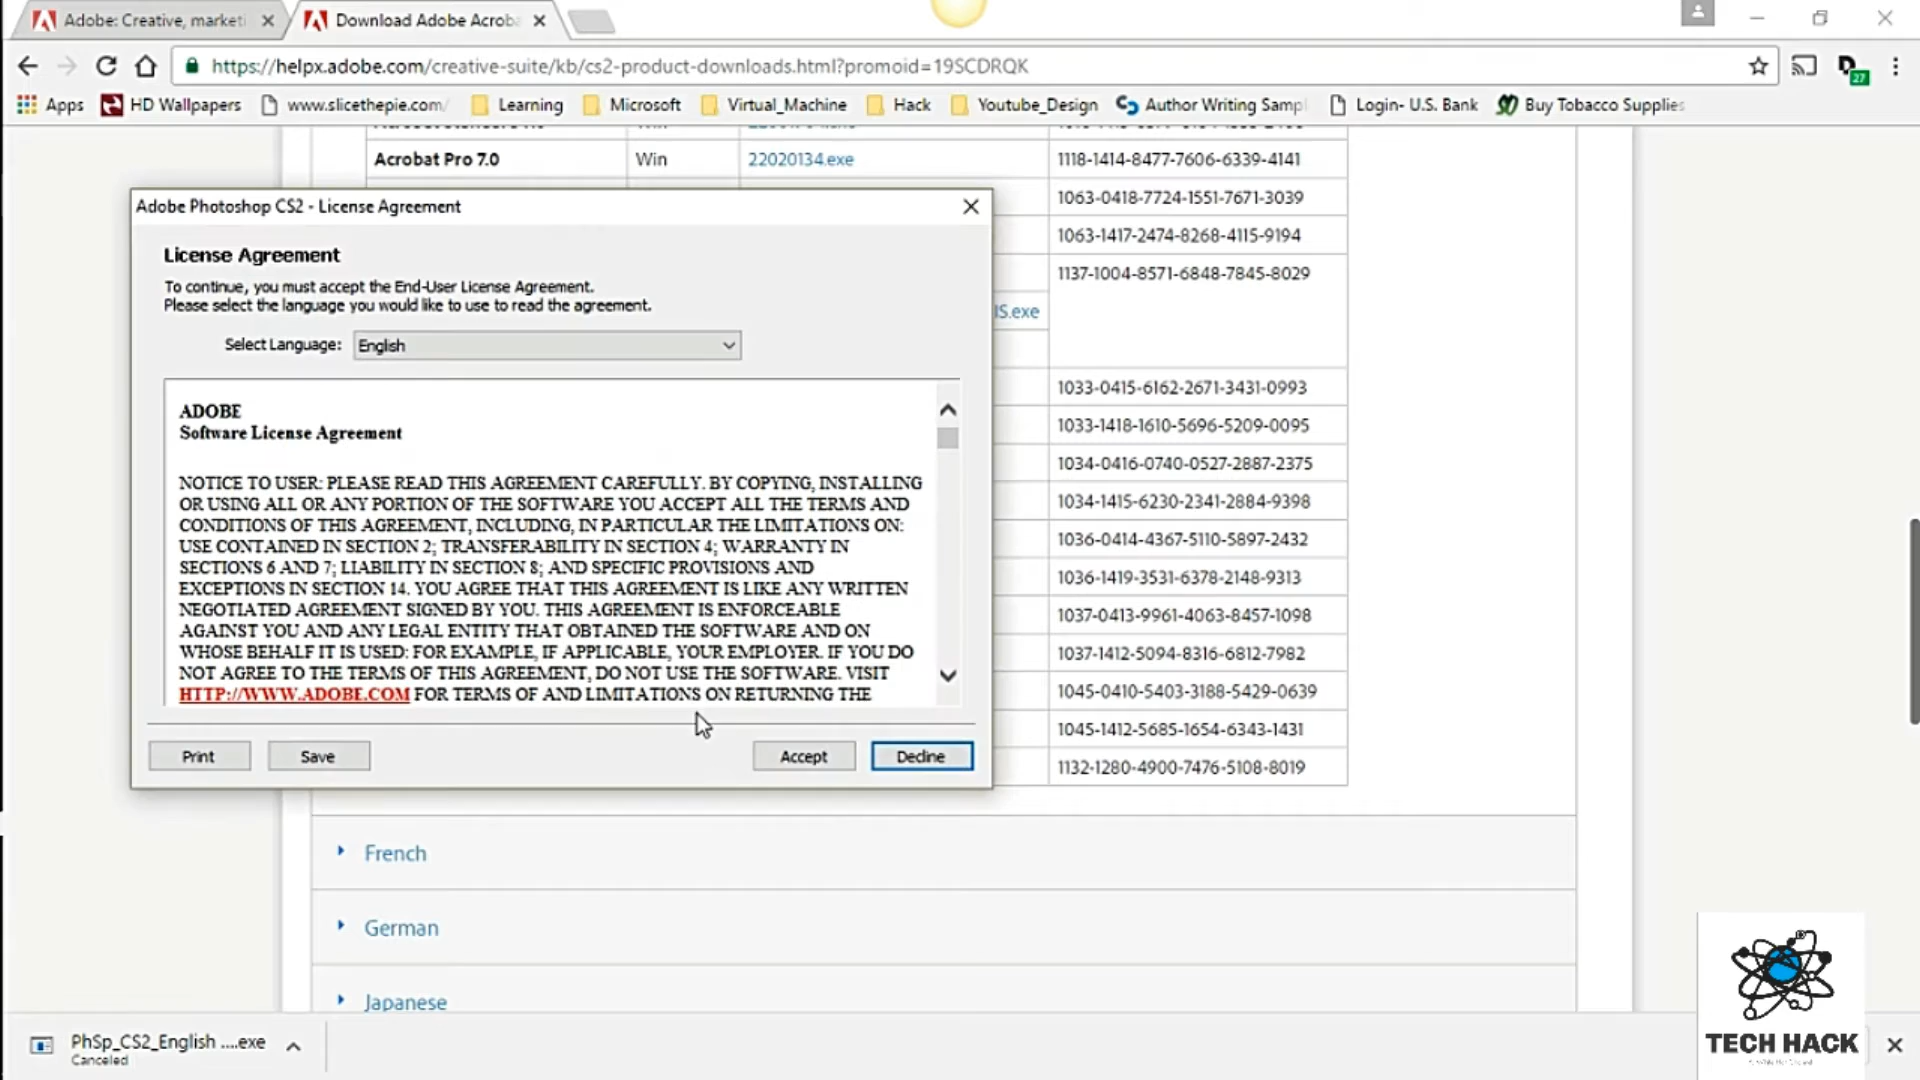 Adobe: Creative, marketi
Download Adobe Acroba
https://helpx.adobe.com/creative-suite/kb/cs2-product-downloads.html?promoid=19SCDRQK
27
Apps
HD Wallpapers
www.slicethepie.com/
Learning
Microsoft
Virtual_Machine
Hack
Youtube_Design
Author Writing Sampl
Login- U.S. Bank
Buy Tobacco Supplies
Acrobat Pro 7.0 Win 22020134.exe 1118-1414-8477-7606-6339-4141
1063-0418-7724-1551-7671-3039
1063-1417-2474-8268-4115-9194
1137-1004-8571-6848-7845-8029
IS.exe
1033-0415-6162-2671-3431-0993
1033-1418-1610-5696-5209-0095
1034-0416-0740-0527-2887-2375
1034-1415-6230-2341-2884-9398
1036-0414-4367-5110-5897-2432
1036-1419-3531-6378-2148-9313
1037-0413-9961-4063-8457-1098
1037-1412-5094-8316-6812-7982
1045-0410-5403-3188-5429-0639
1045-1412-5685-1654-6343-1431
1132-1280-4900-7476-5108-8019
Adobe Photoshop CS2 - License Agreement
License Agreement
To continue, you must accept the End-User License Agreement.
Please select the language you would like to use to read the agreement.
Select Language: English
ADOBE
Software License Agreement
NOTICE TO USER: PLEASE READ THIS AGREEMENT CAREFULLY. BY COPYING, INSTALLING
OR USING ALL OR ANY PORTION OF THE SOFTWARE YOU ACCEPT ALL THE TERMS AND
CONDITIONS OF THIS AGREEMENT, INCLUDING, IN PARTICULAR THE LIMITATIONS ON:
USE CONTAINED IN SECTION 2; TRANSFERABILITY IN SECTION 4; WARRANTY IN
SECTIONS 6 AND 7; LIABILITY IN SECTION 8; AND SPECIFIC PROVISIONS AND
EXCEPTIONS IN SECTION 14. YOU AGREE THAT THIS AGREEMENT IS LIKE ANY WRITTEN
NEGOTIATED AGREEMENT SIGNED BY YOU. THIS AGREEMENT IS ENFORCEABLE
AGAINST YOU AND ANY LEGAL ENTITY THAT OBTAINED THE SOFTWARE AND ON
WHOSE BEHALF IT IS USED: FOR EXAMPLE, IF APPLICABLE, YOUR EMPLOYER. IF YOU DO
NOT AGREE TO THE TERMS OF THIS AGREEMENT, DO NOT USE THE SOFTWARE. VISIT
HTTP://WWW.ADOBE.COM FOR TERMS OF AND LIMITATIONS ON RETURNING THE
Print
Save
Accept
Decline
French
German
Japanese
PhSp_CS2_English ....exe
Canceled
TECH HACK